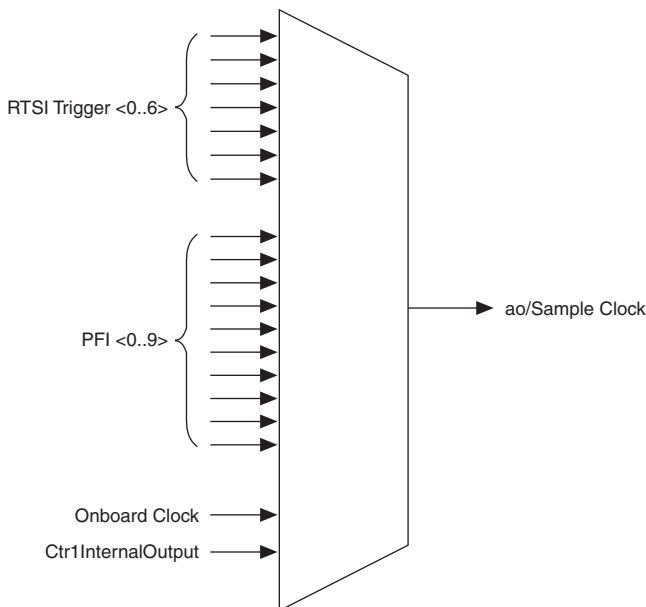 RTSI Trigger <0..6>
PFI <0..9>
ao/Sample Clock
Onboard Clock
Ctr1InternalOutput